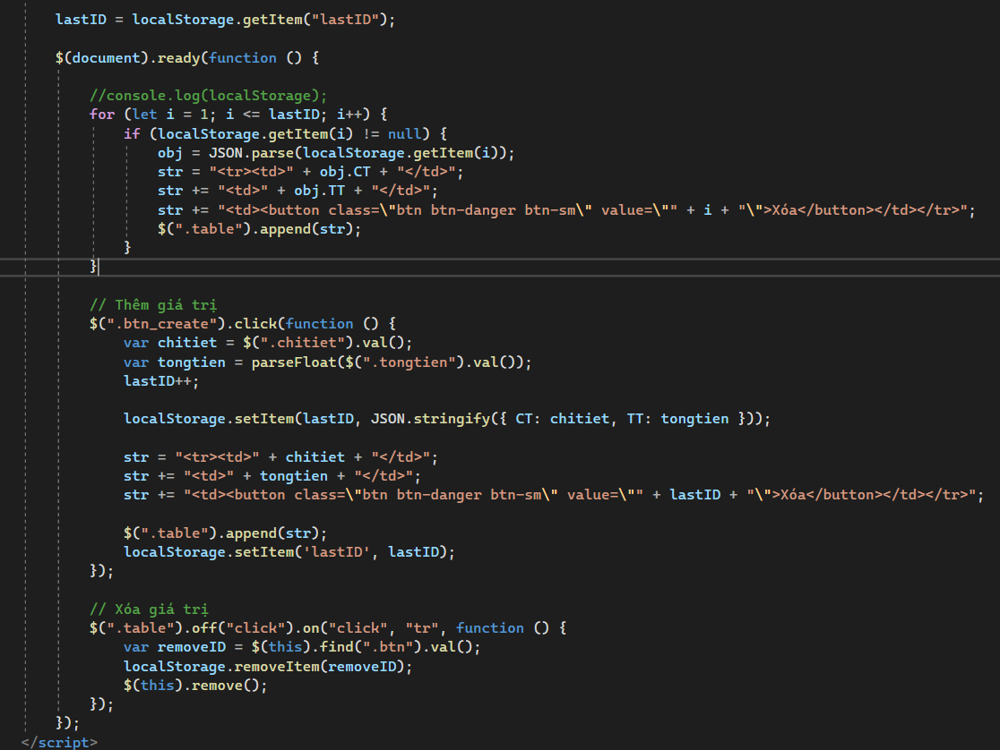 lastID = localStorage.getItem("lastID");
$(document).ready(function () {
//console.log(localStorage);
for (let i = 1; i <= lastID; i++) {
if (localStorage.getItem(i) != null) {
obj = JSON.parse(localStorage.getItem(i));
str = "<tr><td>" + obj.CT + "</td>";
str += "<td>" + obj.TT + "</td>";
str += "<td><button class=\"btn btn-danger btn-sm\" value=\"" + i + "\">Xóa</button></td></tr>";
$(".table").append(str);
}
}
// Thêm giá trị
$(".btn_create").click(function () {
var chitiet = $(".chitiet").val();
var tongtien = parseFloat($(".tongtien").val());
lastID++;
localStorage.setItem(lastID, JSON.stringify({ CT: chitiet, TT: tongtien }));
str = "<tr><td>" + chitiet + "</td>";
str += "<td>" + tongtien + "</td>";
str += "<td><button class=\"btn btn-danger btn-sm\" value=\"" + lastID + "\">Xóa</button></td></tr>";
$(".table").append(str);
localStorage.setItem('lastID', lastID);
});
// Xóa giá trị
$(".table").off("click").on("click", "tr", function () {
var removeID = $(this).find(".btn").val();
localStorage.removeItem(removeID);
$(this).remove();
});
});
</script>